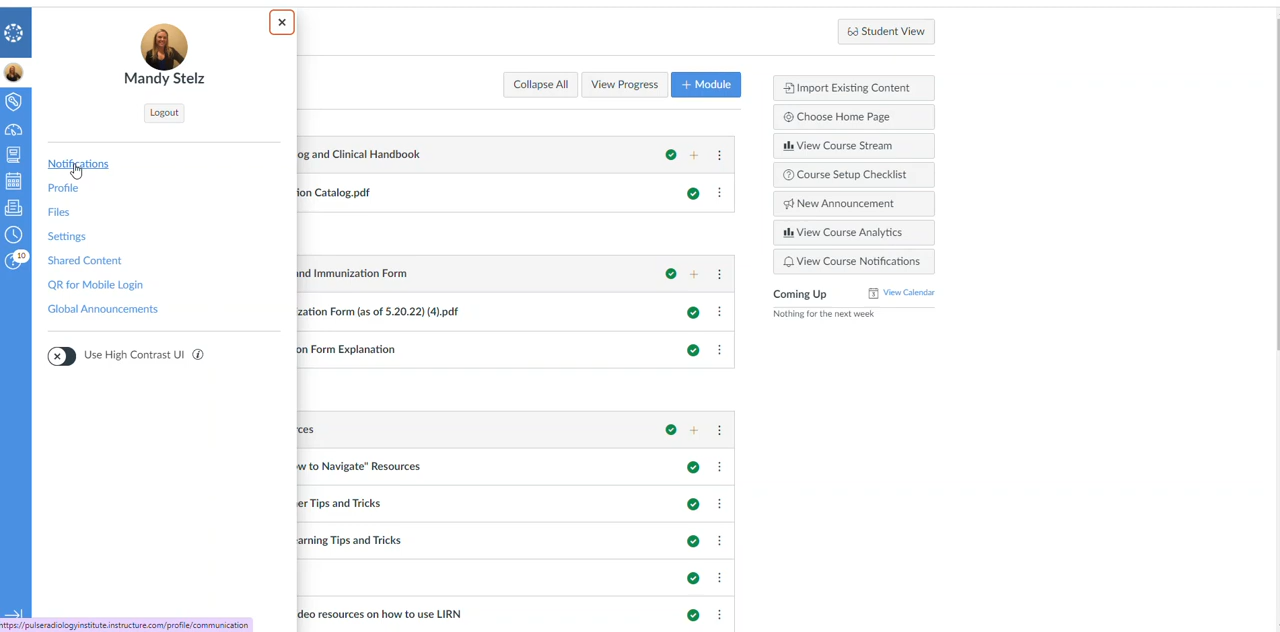 ×
Mandy Stelz
Logout
Notifications
Profile
Files
Settings
Shared Content
QR for Mobile Login
Global Announcements
Use High Contrast UI
10
https://pulseradiologyinstitute.instructure.com/profile/communication
Student View
Collapse All
View Progress
+ Module
og and Clinical Handbook
ion Catalog.pdf
nd Immunization Form
zation Form (as of 5.20.22) (4).pdf
on Form Explanation
rces
w to Navigate" Resources
er Tips and Tricks
arning Tips and Tricks
deo resources on how to use LIRN
Import Existing Content
Choose Home Page
View Course Stream
Course Setup Checklist
New Announcement
View Course Analytics
View Course Notifications
Coming Up
View Calendar
Nothing for the next week